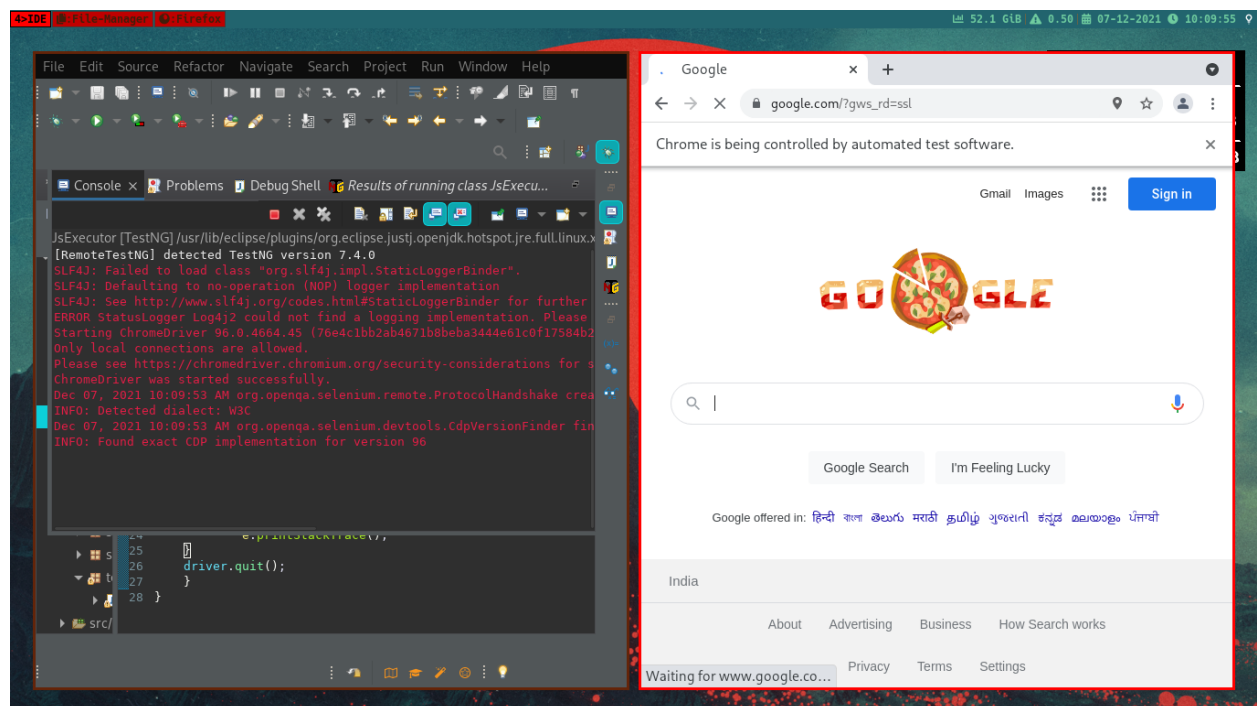 4>IDE
:File-Manager
:Firefox
52.1 GiB 0.50 07-12-2021 10:09:55
File Edit Source Refactor Navigate Search Project Run Window Help
Console Problems Debug Shell Results of running class JsExecu...
JsExecutor [TestNG] /usr/lib/eclipse/plugins/org.eclipse.justj.openjdk.hotspot.jre.full.linux.x
[RemoteTestNG] detected TestNG version 7.4.0
SLF4J: Failed to load class "org.slf4j.impl.StaticLoggerBinder".
SLF4J: Defaulting to no-operation (NOP) logger implementation
SLF4J: See http://www.slf4j.org/codes.html#StaticLoggerBinder for further
ERROR StatusLogger Log4j2 could not find a logging implementation. Please
Starting ChromeDriver 96.0.4664.45 (76e4c1bb2ab4671b8beba3444e61c0f17584b2
Only local connections are allowed.
Please see https://chromedriver.chromium.org/security-considerations for s
ChromeDriver was started successfully.
Dec 07, 2021 10:09:53 AM org.openqa.selenium.remote.ProtocolHandshake crea
INFO: Detected dialect: W3C
Dec 07, 2021 10:09:53 AM org.openqa.selenium.devtools.CdpVersionFinder fin
INFO: Found exact CDP implementation for version 96
24 e.printStackTrace();
25 }
26 driver.quit();
27 }
28 }
src/
Google
google.com/?gws_rd=ssl
Chrome is being controlled by automated test software.
Gmail Images Sign in
GOOGLE
Google Search I'm Feeling Lucky
Google offered in: हिन्दी বাংলা తెలుగు मराठी தமிழ் ગુજરાતી ಕನ್ನಡ മലയാളം ਪੰਜਾਬੀ
India
About Advertising Business How Search works
Privacy Terms Settings
Waiting for www.google.co...